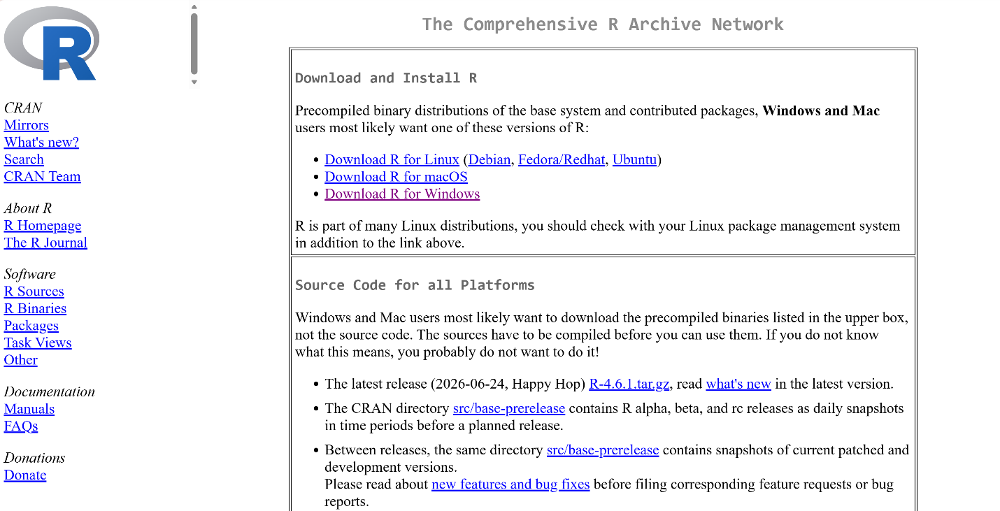 R
CRAN
Mirrors
What's new?
Search
CRAN Team
About R
R Homepage
The R Journal
Software
R Sources
R Binaries
Packages
Task Views
Other
Documentation
Manuals
FAQs
Donations
Donate
The Comprehensive R Archive Network
Download and Install R
Precompiled binary distributions of the base system and contributed packages, Windows and Mac
users most likely want one of these versions of R:
• Download R for Linux (Debian, Fedora/Redhat, Ubuntu)
• Download R for macOS
• Download R for Windows
R is part of many Linux distributions, you should check with your Linux package management system
in addition to the link above.
Source Code for all Platforms
Windows and Mac users most likely want to download the precompiled binaries listed in the upper box,
not the source code. The sources have to be compiled before you can use them. If you do not know
what this means, you probably do not want to do it!
• The latest release (2026-06-24, Happy Hop) R-4.6.1.tar.gz, read what's new in the latest version.
• The CRAN directory src/base-prerelease contains R alpha, beta, and rc releases as daily snapshots
in time periods before a planned release.
• Between releases, the same directory src/base-prerelease contains snapshots of current patched and
development versions.
Please read about new features and bug fixes before filing corresponding feature requests or bug
reports.